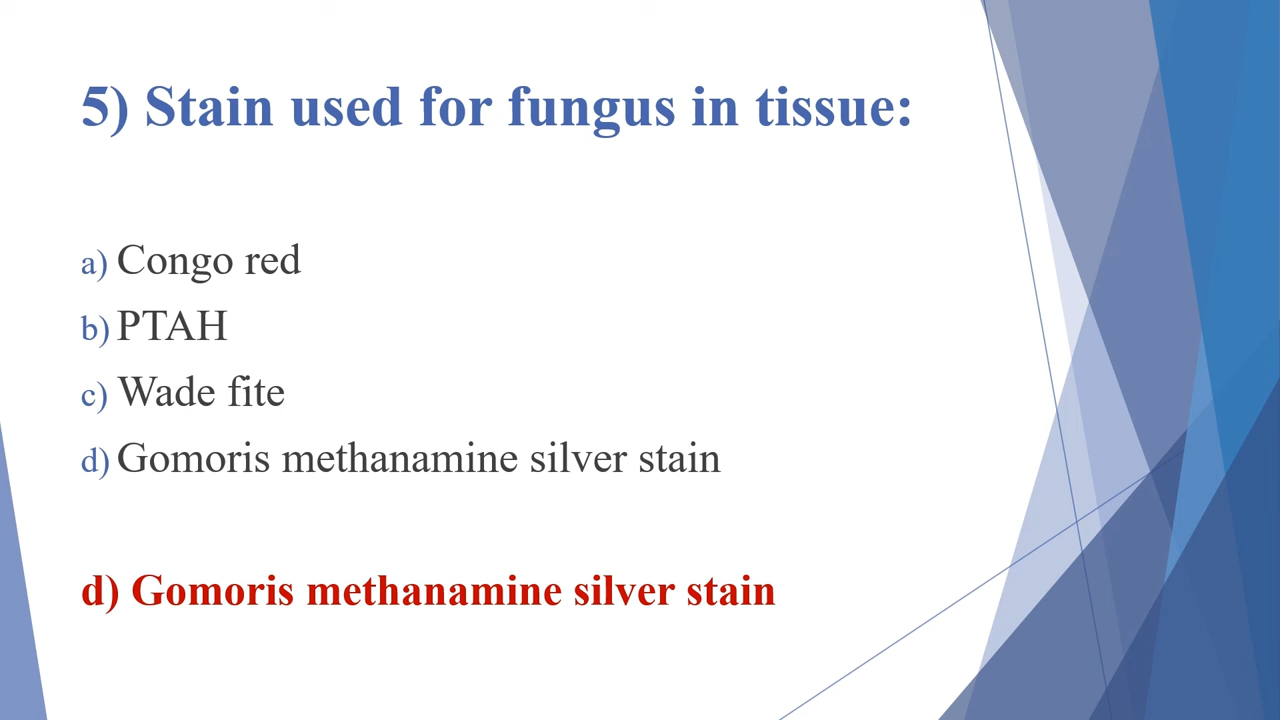 5) Stain used for fungus in tissue:
a) Congo red
b) PTAH
c) Wade fite
d) Gomoris methanamine silver stain
d) Gomoris methanamine silver stain